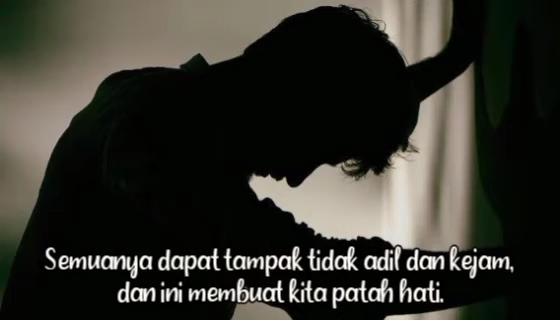 Semuanya dapat tampak tidak adil dan kejam,
dan ini membuat kita patah hati.